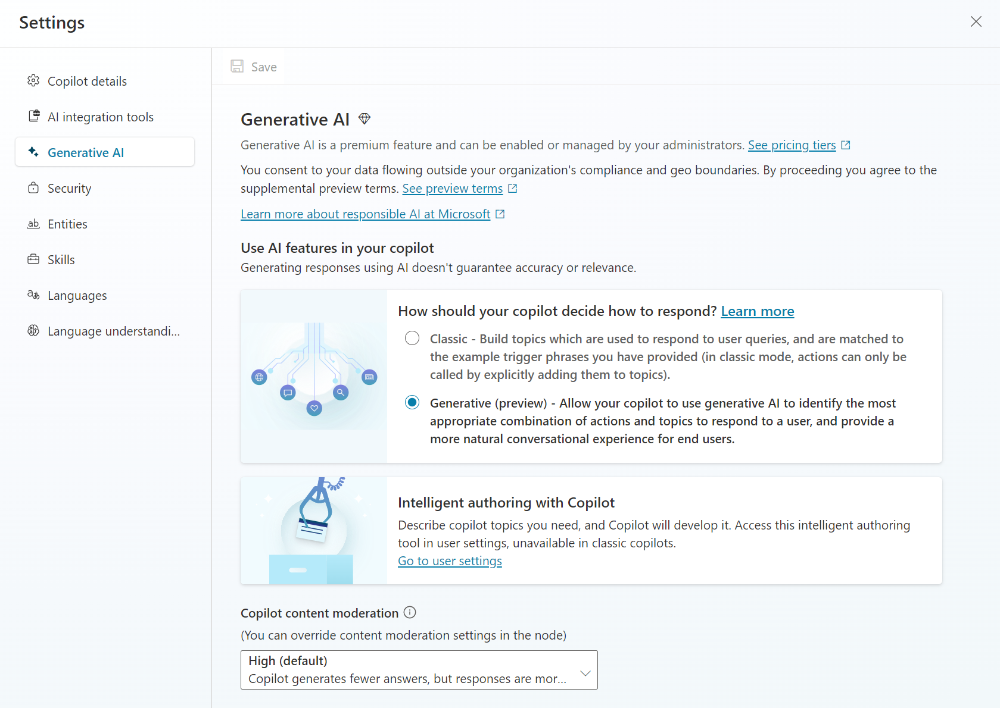 Settings
Copilot details
AI integration tools
Generative AI
Security
Entities
Skills
Languages
Language understandi...
Save
Generative AI
Generative AI is a premium feature and can be enabled or managed by your administrators. See pricing tiers
You consent to your data flowing outside your organization's compliance and geo boundaries. By proceeding you agree to the
supplemental preview terms. See preview terms
Learn more about responsible AI at Microsoft
Use AI features in your copilot
Generating responses using AI doesn't guarantee accuracy or relevance.
How should your copilot decide how to respond? Learn more
Classic - Build topics which are used to respond to user queries, and are matched to
the example trigger phrases you have provided (in classic mode, actions can only be
called by explicitly adding them to topics).
Generative (preview) - Allow your copilot to use generative AI to identify the most
appropriate combination of actions and topics to respond to a user, and provide a
more natural conversational experience for end users.
Intelligent authoring with Copilot
Describe copilot topics you need, and Copilot will develop it. Access this intelligent authoring
tool in user settings, unavailable in classic copilots.
Go to user settings
Copilot content moderation
(You can override content moderation settings in the node)
High (default)
Copilot generates fewer answers, but responses are mor...